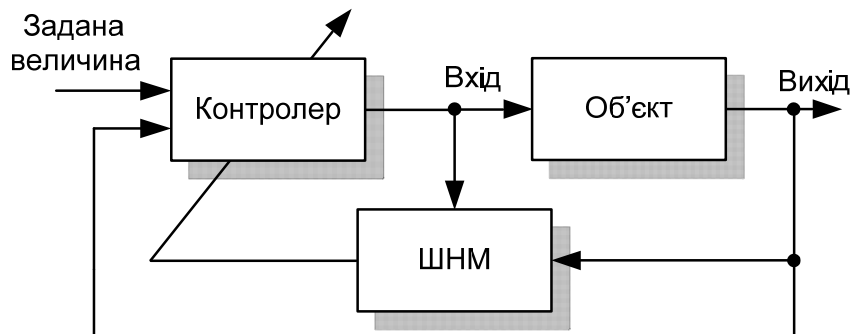 Задана
величина
Контролер
Вхід
Об’єкт
Вихід
ШНМ